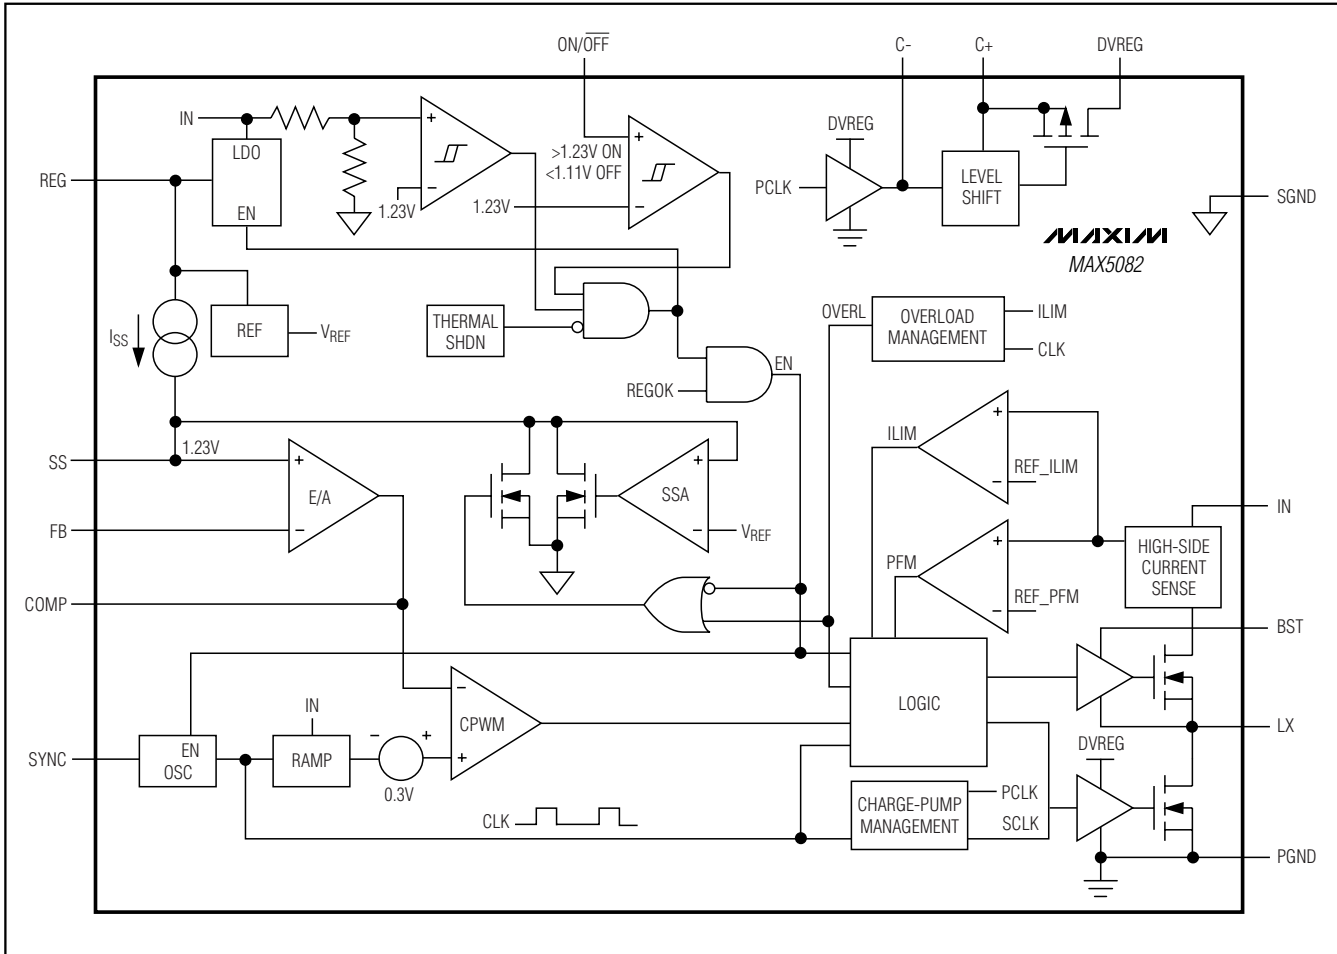 ON/OFF
C-
C+
DVREG
IN
LDO
EN
+
−
1.23V
>1.23V ON
<1.11V OFF
+
−
1.23V
DVREG
PCLK
LEVEL
SHIFT
REG
SGND
MAXIM
MAX5082
ISS
REF
VREF
THERMAL
SHDN
REGOK
EN
OVERL
OVERLOAD
MANAGEMENT
ILIM
CLK
SS
1.23V
+
E/A
−
FB
+
SSA
−
VREF
ILIM
+
REF_ILIM
−
PFM
+
REF_PFM
−
HIGH-SIDE
CURRENT
SENSE
IN
COMP
BST
LOGIC
LX
SYNC
EN
OSC
IN
RAMP
−
+
0.3V
−
CPWM
+
CLK
CHARGE-PUMP
MANAGEMENT
PCLK
SCLK
DVREG
PGND